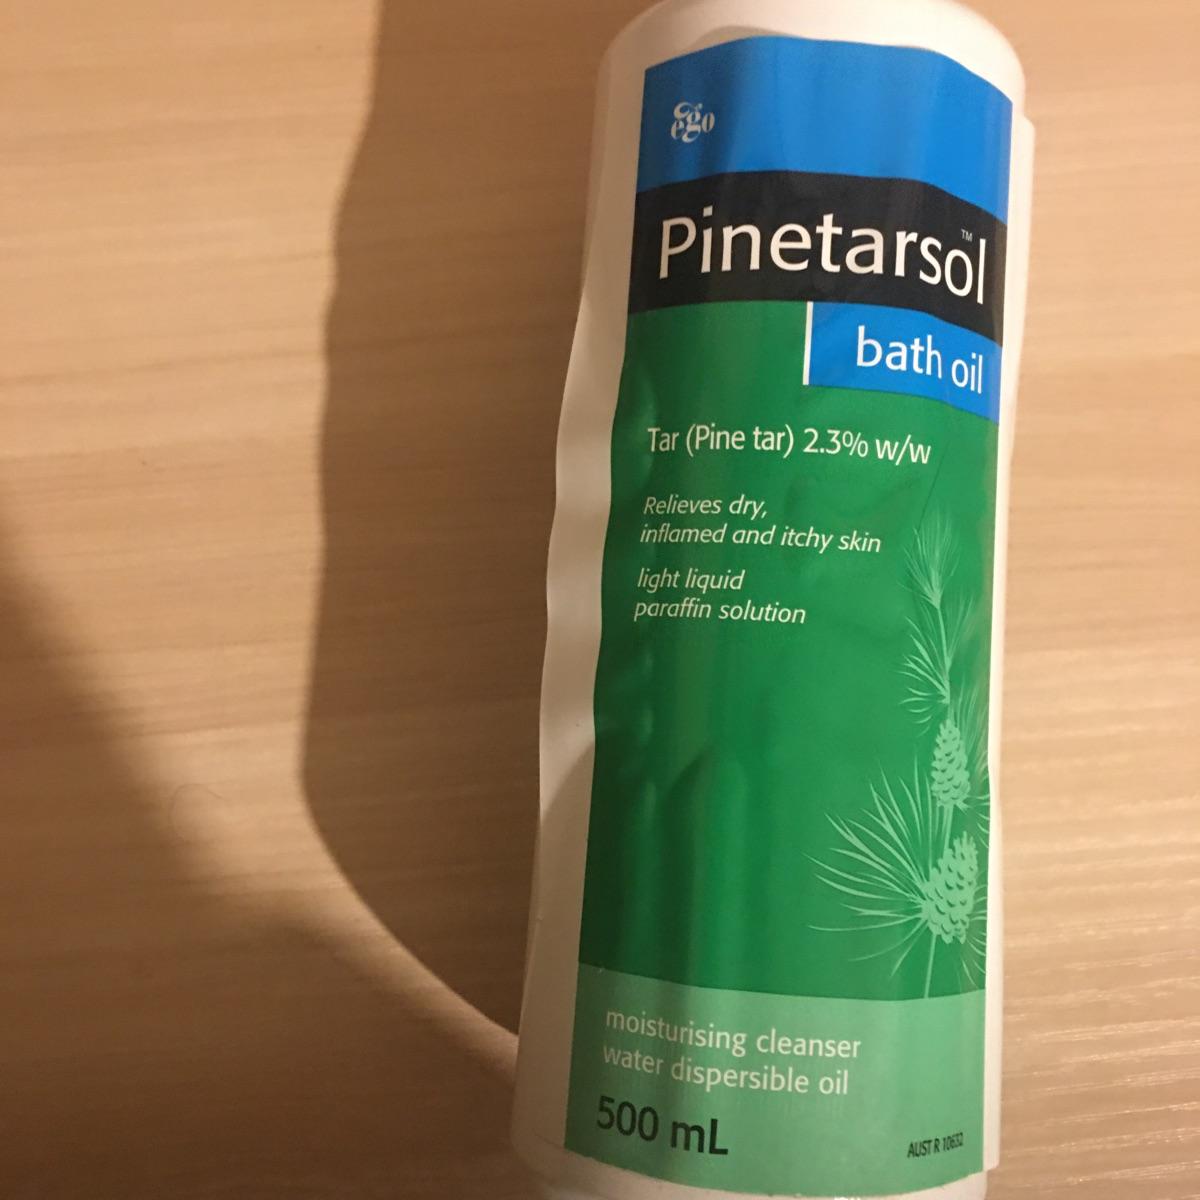 ego
Pinetarsol™
bath oil
Tar (Pine tar) 2.3% w/w
Relieves dry,
inflamed and itchy skin
light liquid
paraffin solution
moisturising cleanser
water dispersible oil
500 mL
AUST R 10632